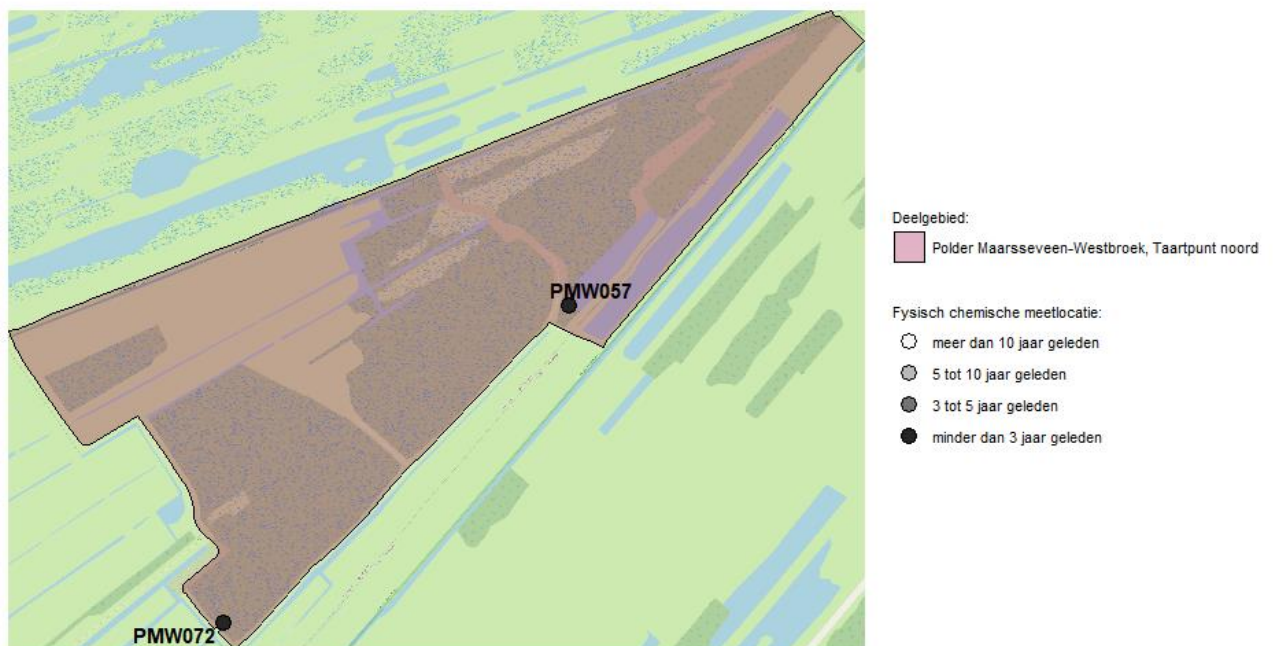 PMW057
PMW072
Deelgebied:
Polder Maarsseveen-Westbroek, Taartpunt noord
Fysisch chemische meetlocatie:
meer dan 10 jaar geleden
5 tot 10 jaar geleden
3 tot 5 jaar geleden
minder dan 3 jaar geleden